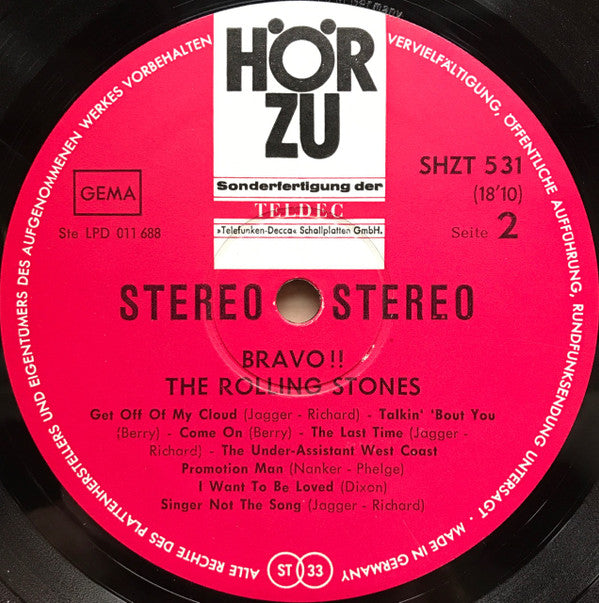 HÖR
ZU
Sonderfertigung der
TELDEC
»Telefunken-Decca« Schallplatten GmbH.
GEMA
Ste LPD 011 688
SHZT 531
(18'10)
Seite 2
STEREO STEREO
BRAVO!!
THE ROLLING STONES
Get Off Of My Cloud (Jagger - Richard) - Talkin' 'Bout You
(Berry) - Come On (Berry) - The Last Time (Jagger -
Richard) - The Under-Assistant West Coast
Promotion Man (Nanker - Phelge)
I Want To Be Loved (Dixon)
Singer Not The Song (Jagger - Richard)
ST 33
ALLE RECHTE DES PLATTENHERSTELLERS UND EIGENTÜMERS DES AUFGENOMMENEN WERKES VORBEHALTEN
VERVIELFÄLTIGUNG, ÖFFENTLICHE AUFFÜHRUNG, RUNDFUNKSENDUNG UNTERSAGT · MADE IN GERMANY